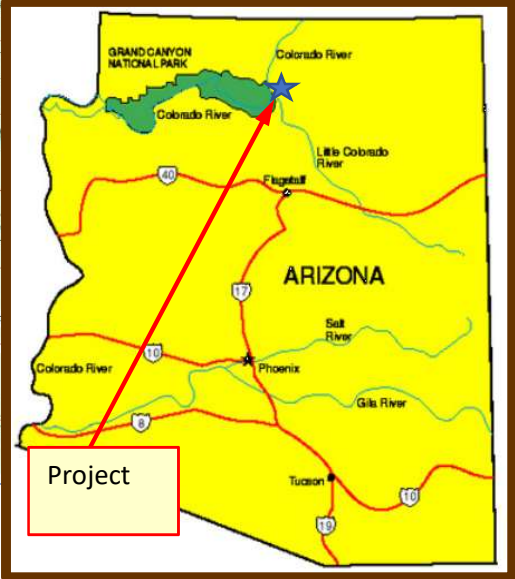 Colorado River
GRAND CANYON
NATIONAL PARK
Colorado River
Little Colorado
River
40
Flagstaff
ARIZONA
17
Salt
River
10
Phoenix
Colorado River
Gila River
8
Project
Tucson
10
19